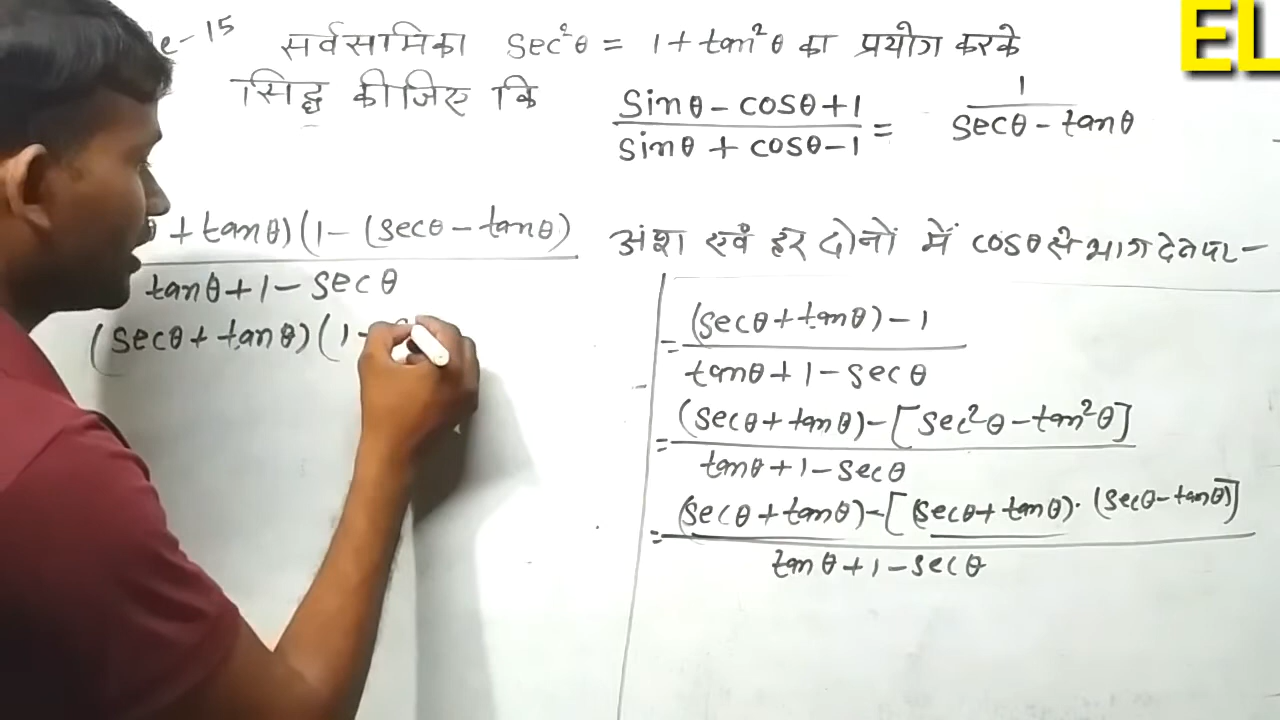 e-15 सर्वसामिका sec²θ = 1 + tan²θ का प्रयोग करके
EL
सिद्ध कीजिए कि
sinθ - cosθ + 1 / sinθ + cosθ - 1 = 1 / secθ - tanθ
θ + tanθ)(1 - (secθ - tanθ)
tanθ + 1 - secθ
(secθ + tanθ)(1 -
अंश एवं हर दोनों में cosθ से भाग देने पर -
= (secθ + tanθ) - 1
tanθ + 1 - secθ
= (secθ + tanθ) - [sec²θ - tan²θ]
tanθ + 1 - secθ
= (secθ + tanθ) - [(secθ + tanθ)·(secθ - tanθ)]
tanθ + 1 - secθ